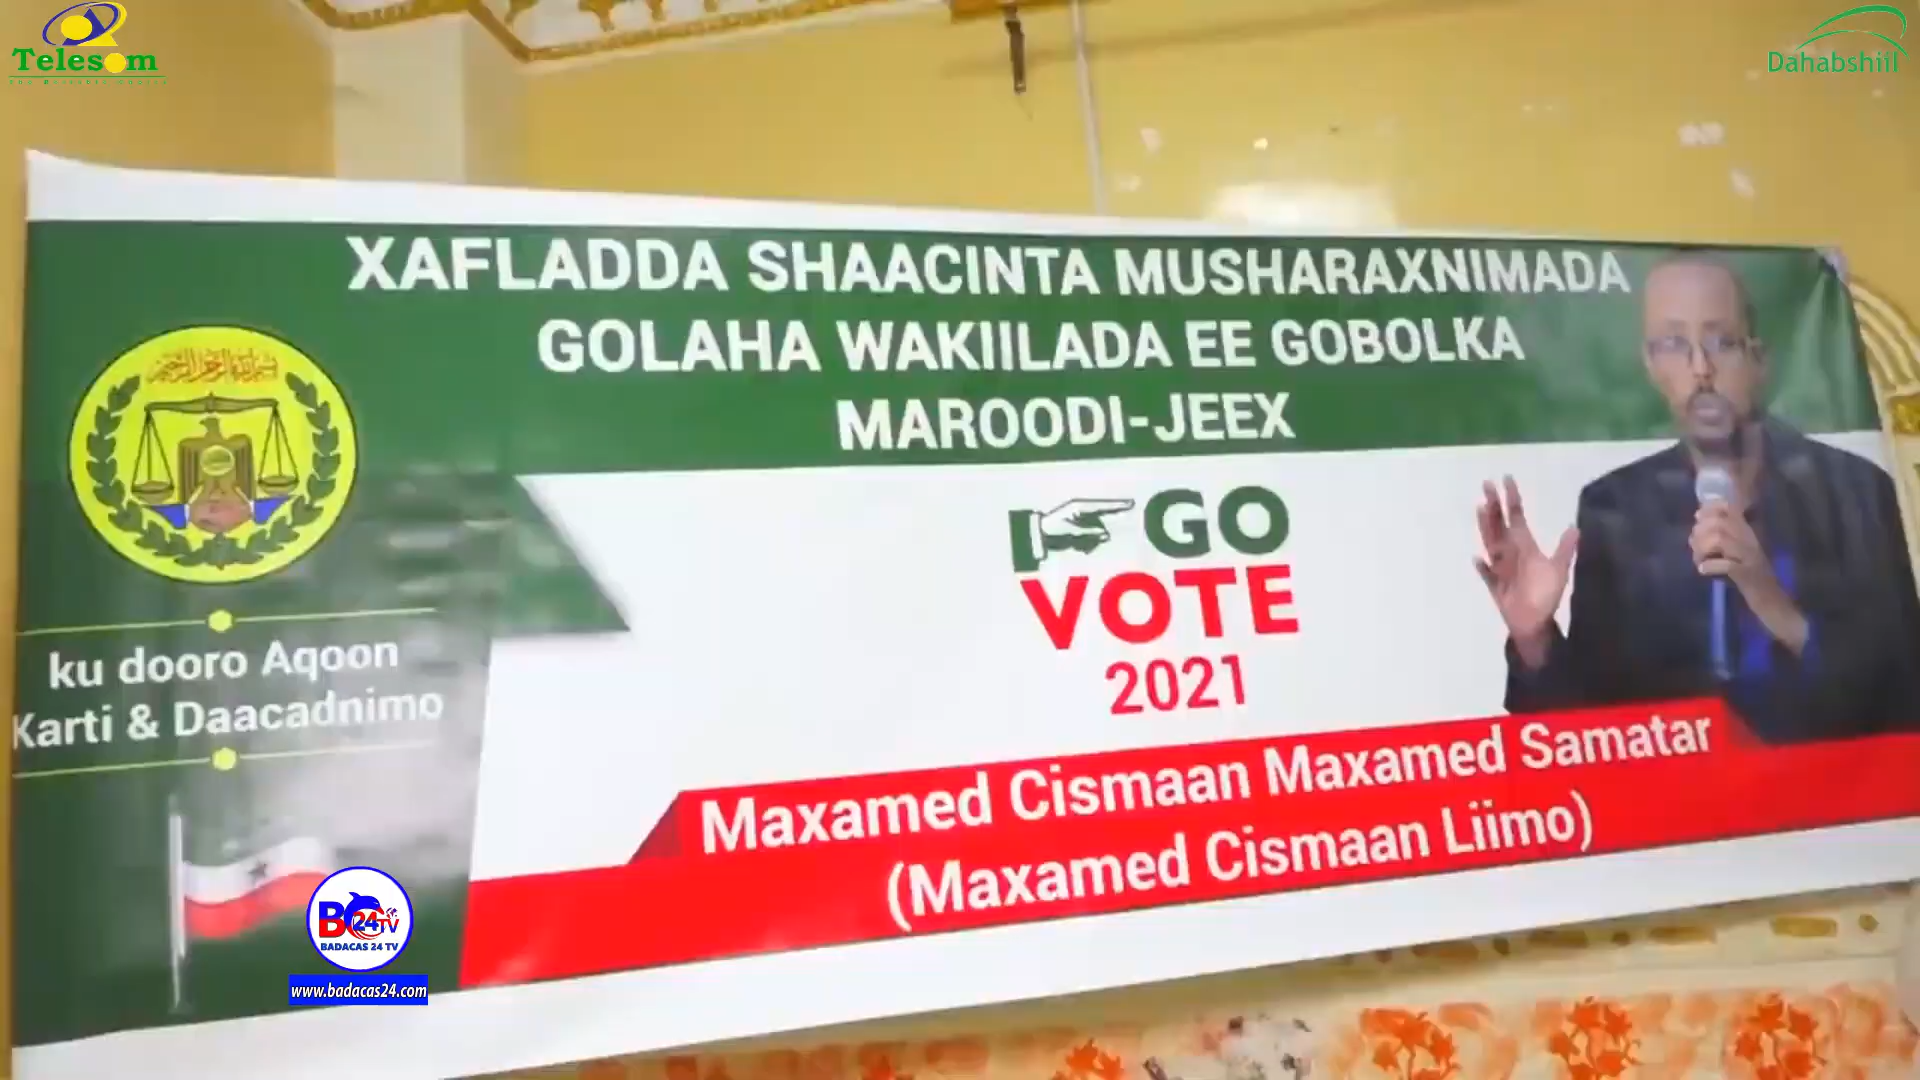 Telesom
Dahabshiil
XAFLADDA SHAACINTA MUSHARAXNIMADA
GOLAHA WAKIILADA EE GOBOLKA
MAROODI-JEEX
GO
VOTE
2021
ku dooro Aqoon
Karti & Daacadnimo
Maxamed Cismaan Maxamed Samatar
(Maxamed Cismaan Liimo)
BC24TV
BADACAS 24 TV
www.badacas24.com